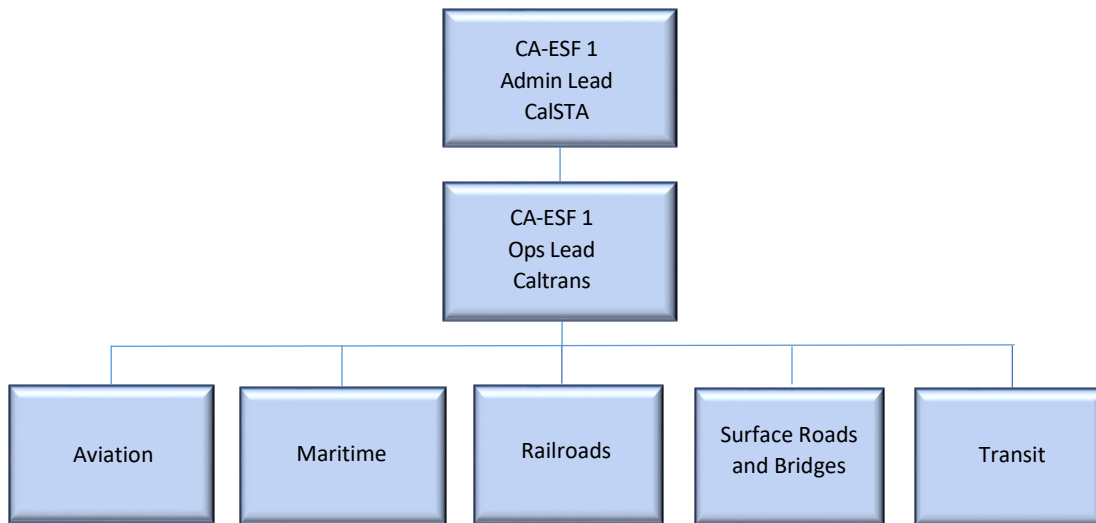 CA-ESF 1
Admin Lead
CalSTA
CA-ESF 1
Ops Lead
Caltrans
Aviation
Maritime
Railroads
Surface Roads
and Bridges
Transit